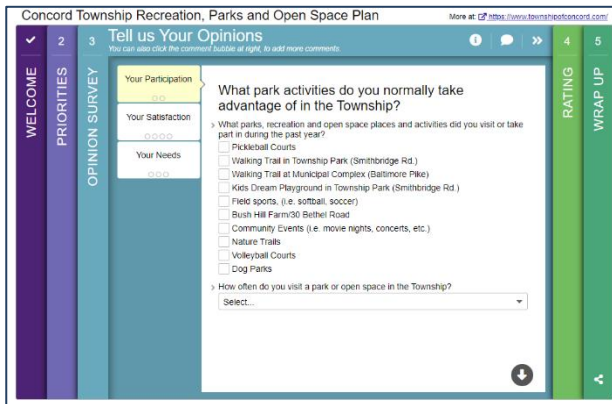 Concord Township Recreation, Parks and Open Space Plan
More at: https://www.townshipofconcord.com/
WELCOME
2
PRIORITIES
3
OPINION SURVEY
Tell us Your Opinions
You can also click the comment bubble at right, to add more comments.
Your Participation
Your Satisfaction
Your Needs
What park activities do you normally take
advantage of in the Township?
What parks, recreation and open space places and activities did you visit or take
part in during the past year?
Pickleball Courts
Walking Trail in Township Park (Smithbridge Rd.)
Walking Trail at Municipal Complex (Baltimore Pike)
Kids Dream Playground in Township Park (Smithbridge Rd.)
Field sports, (i.e. softball, soccer)
Bush Hill Farm/30 Bethel Road
Community Events (i.e. movie nights, concerts, etc.)
Nature Trails
Volleyball Courts
Dog Parks
How often do you visit a park or open space in the Township?
Select...
4
RATING
5
WRAP UP